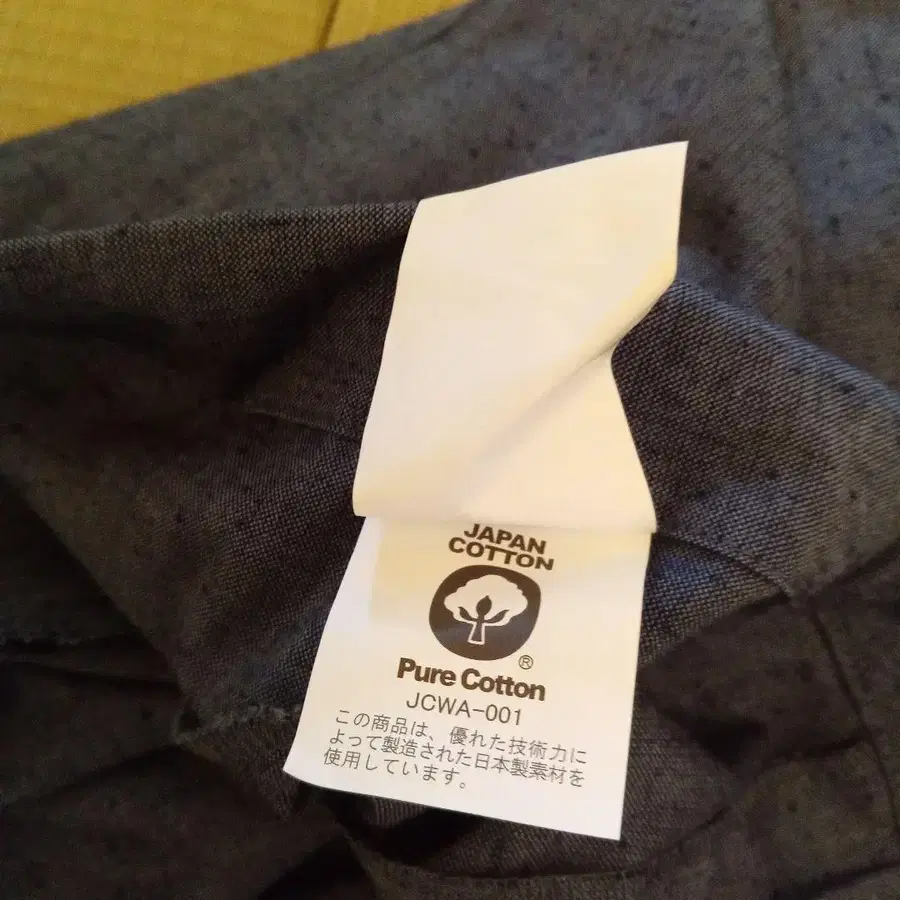 JAPAN
COTTON
®
Pure Cotton
JCWA-001
この商品は、優れた技術力に
よって製造された日本製素材を
使用しています。